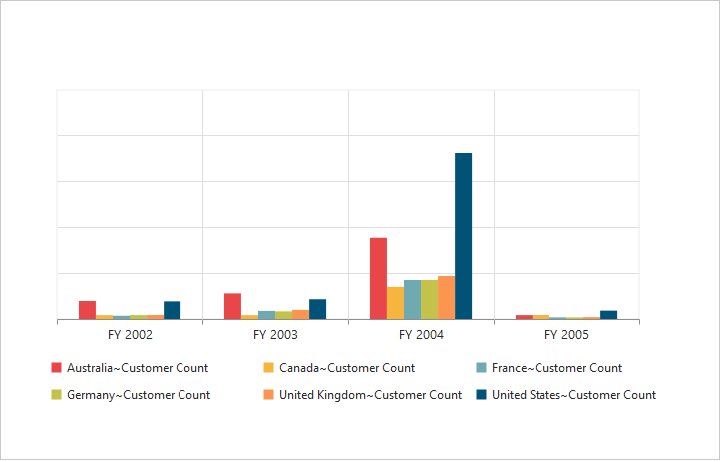 FY 2002 FY 2003 FY 2004 FY 2005
Australia~Customer Count Canada~Customer Count France~Customer Count
Germany~Customer Count United Kingdom~Customer Count United States~Customer Count